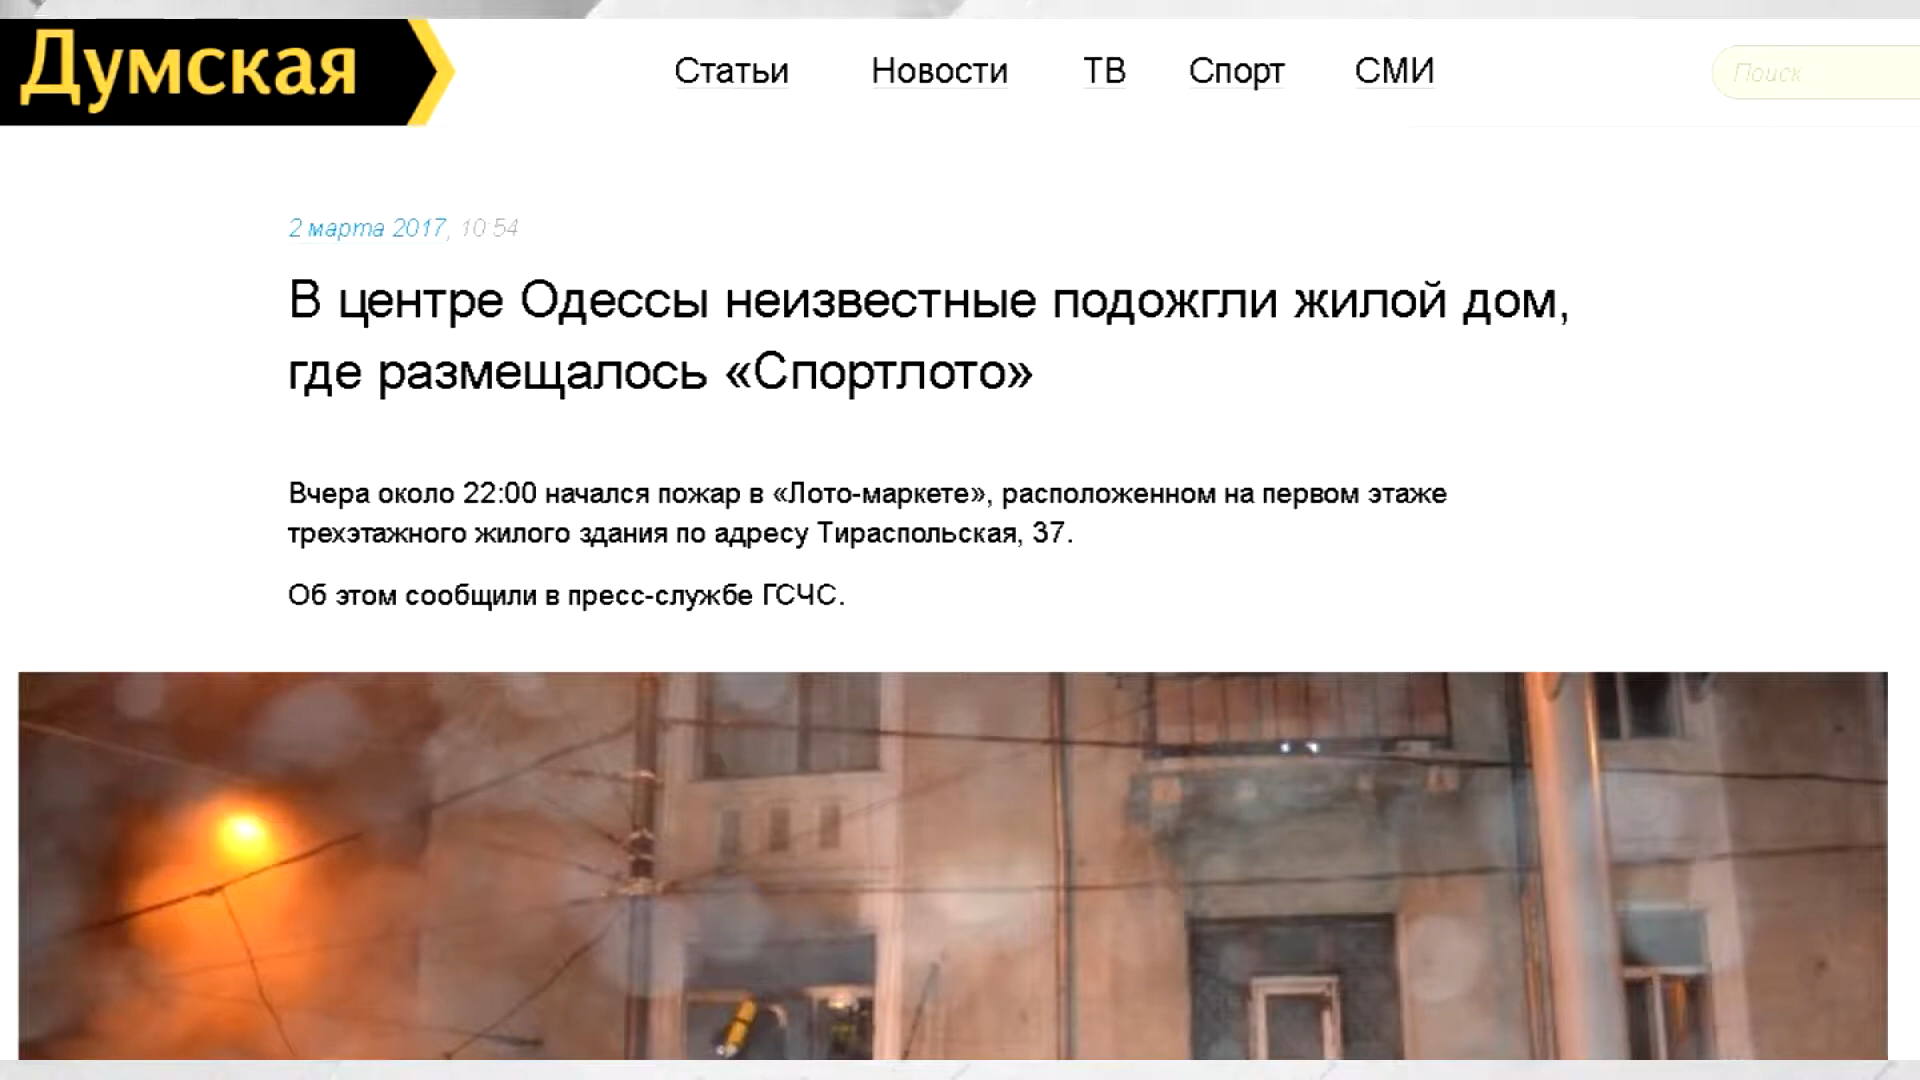 Думская
Статьи Новости ТВ Спорт СМИ Поиск
2 марта 2017, 10:54
В центре Одессы неизвестные подожгли жилой дом,
где размещалось «Спортлото»
Вчера около 22:00 начался пожар в «Лото-маркете», расположенном на первом этаже
трехэтажного жилого здания по адресу Тираспольская, 37.
Об этом сообщили в пресс-службе ГСЧС.